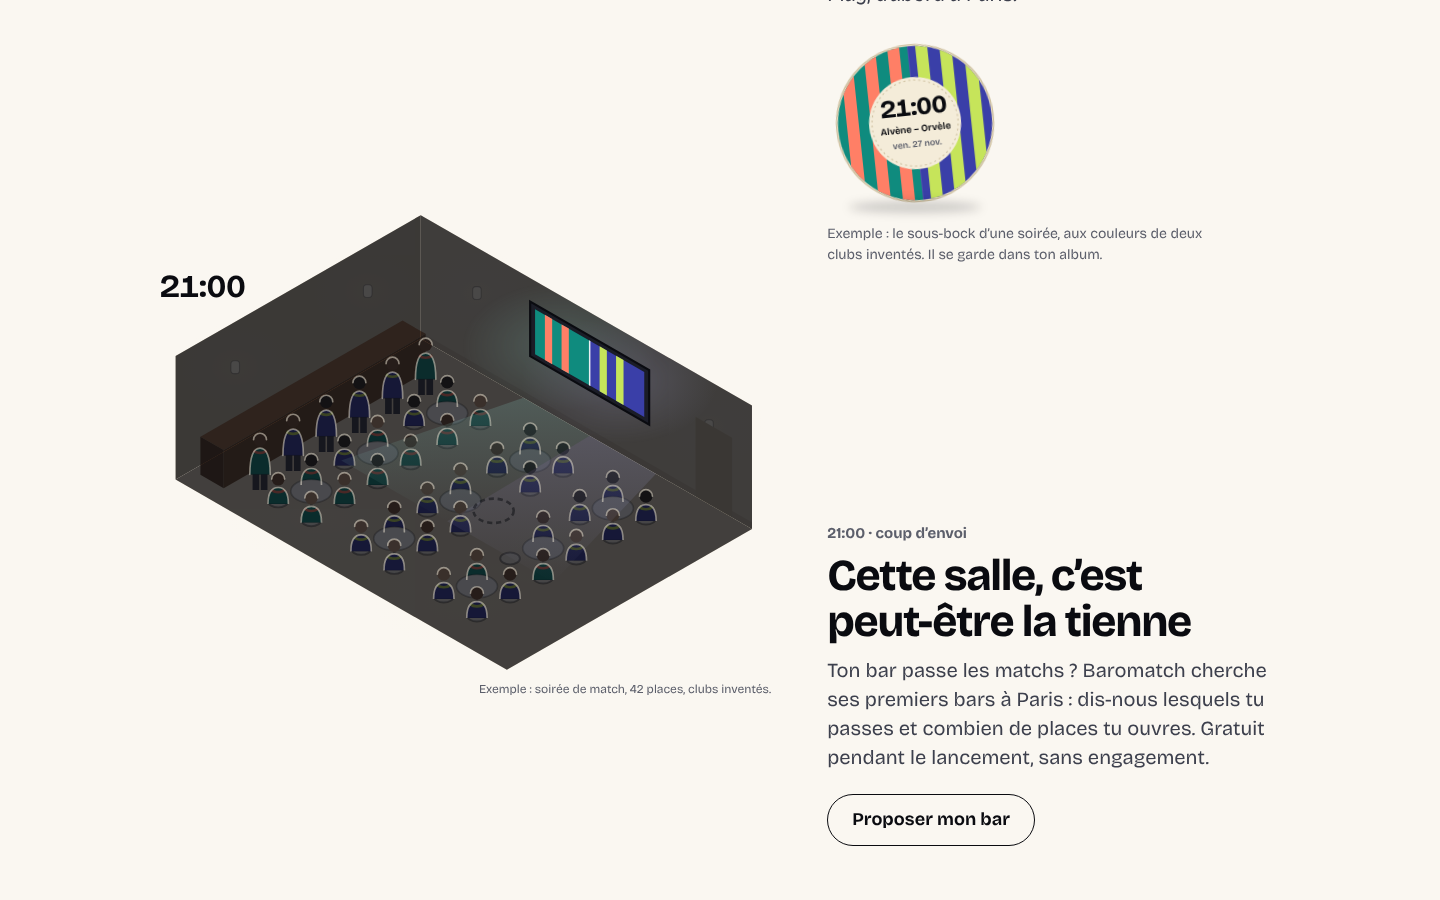 21:00
Alvène – Orvèle
ven. 27 nov.
Exemple : le sous-bock d’une soirée, aux couleurs de deux
clubs inventés. Il se garde dans ton album.
21:00
Exemple : soirée de match, 42 places, clubs inventés.
21:00 · coup d’envoi
Cette salle, c’est
peut-être la tienne
Ton bar passe les matchs ? Baromatch cherche
ses premiers bars à Paris : dis-nous lesquels tu
passes et combien de places tu ouvres. Gratuit
pendant le lancement, sans engagement.
Proposer mon bar